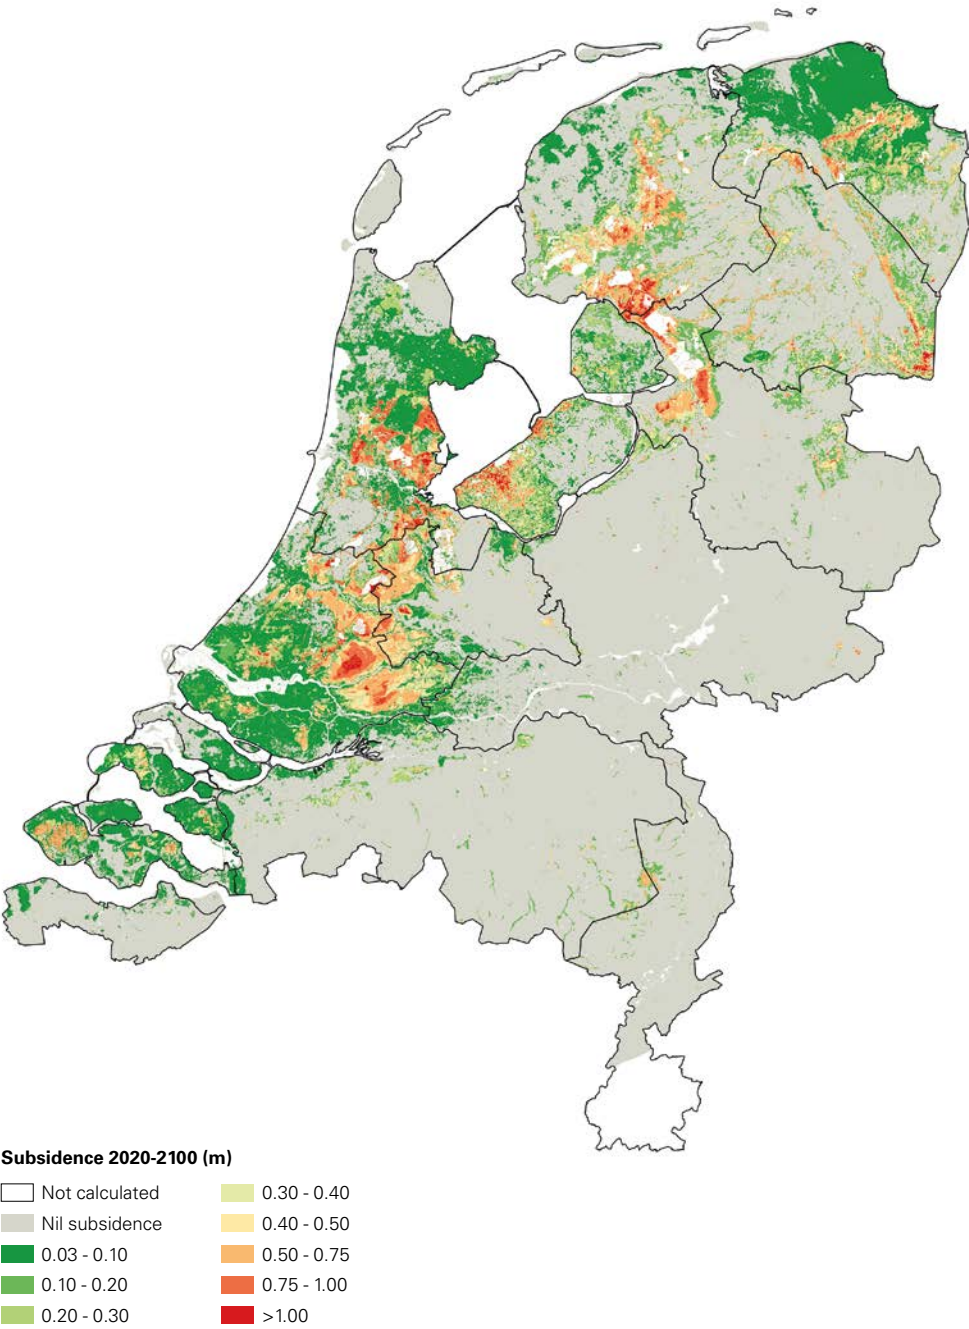 Subsidence 2020-2100 (m)
Not calculated
Nil subsidence
0.03 - 0.10
0.10 - 0.20
0.20 - 0.30
0.30 - 0.40
0.40 - 0.50
0.50 - 0.75
0.75 - 1.00
>1.00